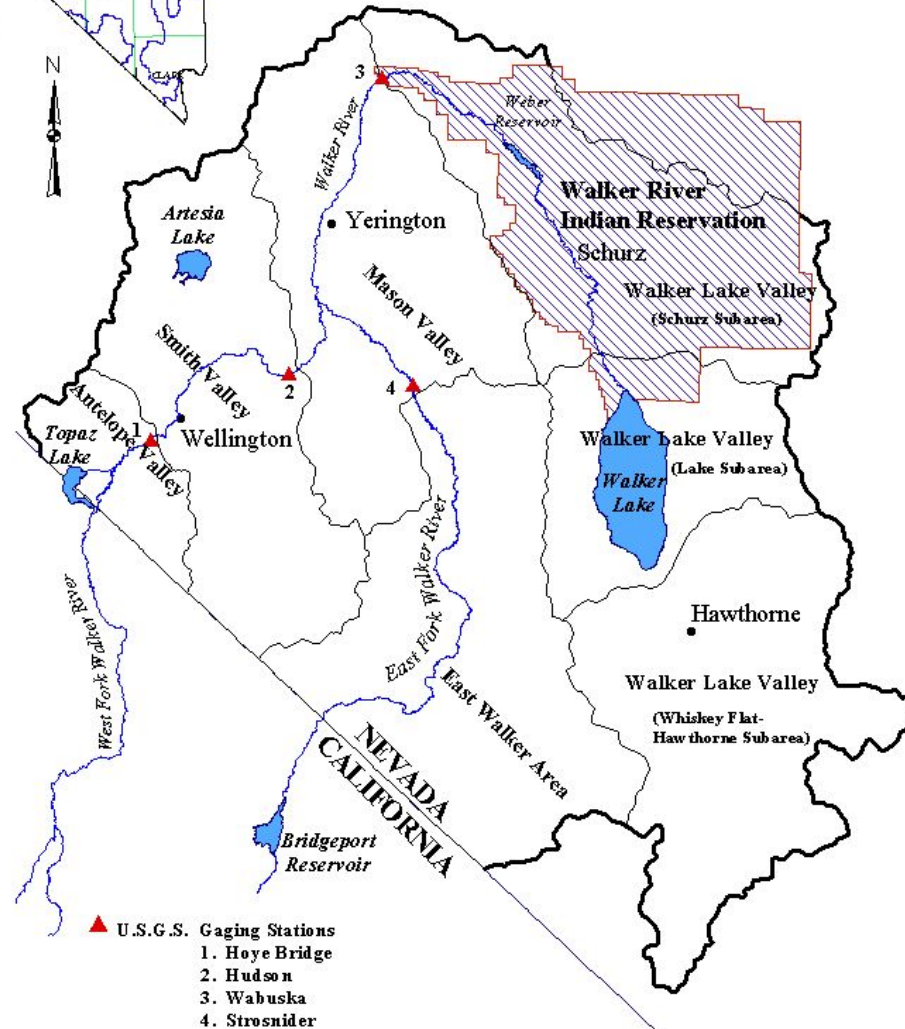 CLARK
N
3
Weber
Reservoir
Walker River
Walker River
Indian Reservation
Schurz
Artesia
Lake
Yerington
Mason Valley
Walker Lake Valley
(Schurz Subarea)
Smith Valley
2
4
Antelope Valley
1
Topaz
Lake
Wellington
Walker Lake Valley
(Lake Subarea)
Walker
Lake
West Fork Walker River
East Fork Walker River
Hawthorne
East Walker Area
Walker Lake Valley
(Whiskey Flat-
Hawthorne Subarea)
NEVADA
CALIFORNIA
Bridgeport
Reservoir
U.S.G.S. Gaging Stations
1. Hoye Bridge
2. Hudson
3. Wabuska
4. Strosnider